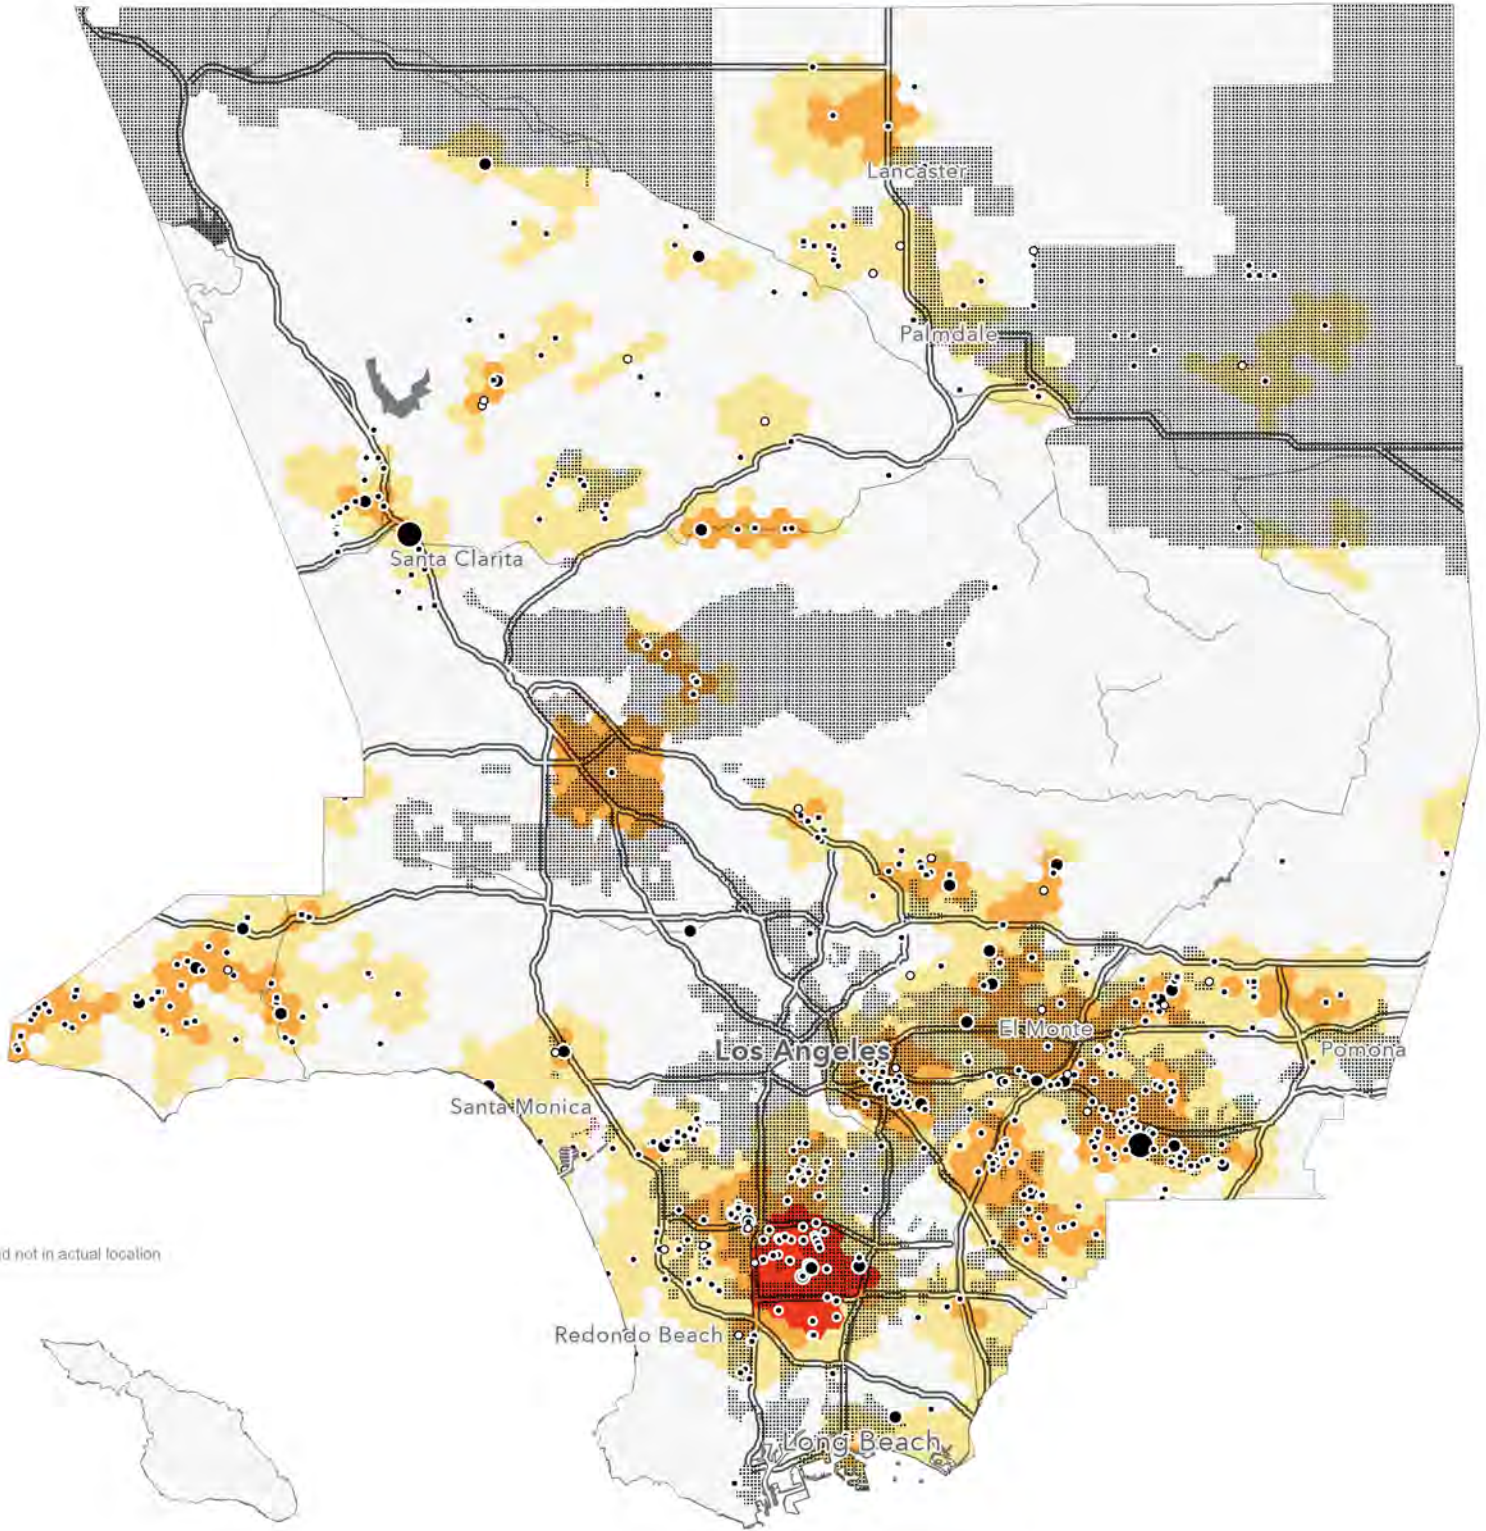 Lancaster
Palmdale
Santa Clarita
El Monte
Los Angeles
Pomona
Santa Monica
d not in actual location
Redondo Beach
Long Beach